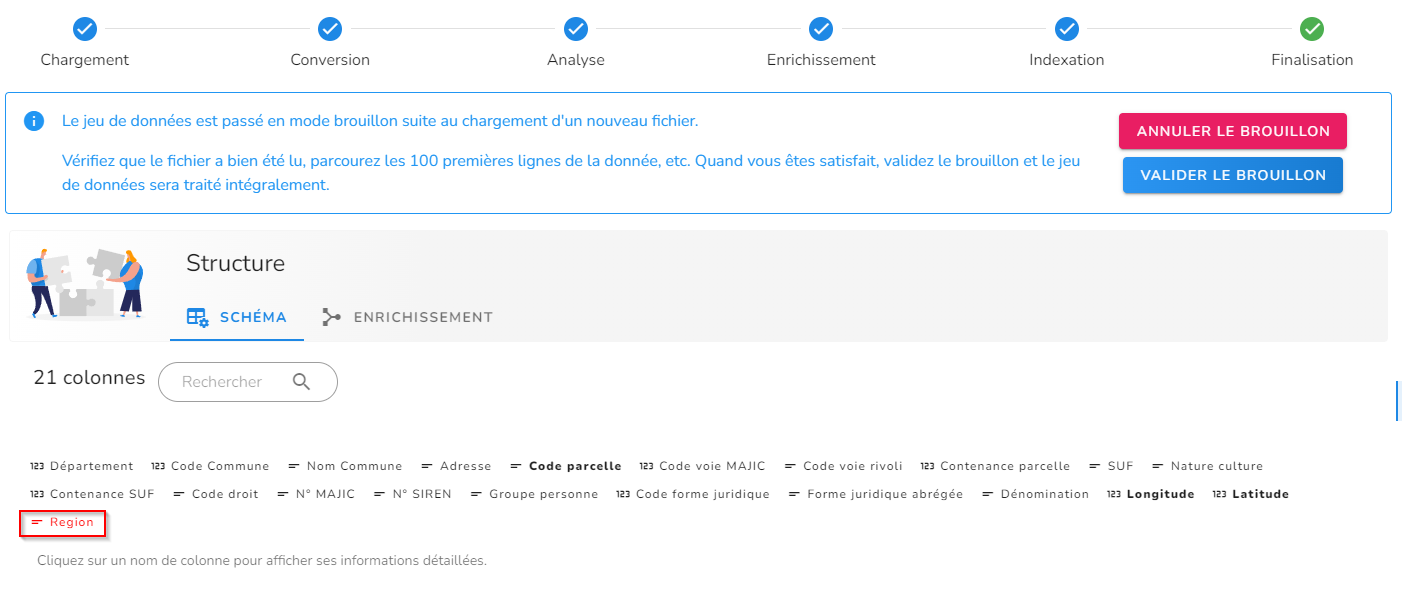 Chargement Conversion Analyse Enrichissement Indexation Finalisation
Le jeu de données est passé en mode brouillon suite au chargement d'un nouveau fichier.
Vérifiez que le fichier a bien été lu, parcourez les 100 premières lignes de la donnée, etc. Quand vous êtes satisfait, validez le brouillon et le jeu
de données sera traité intégralement.
ANNULER LE BROUILLON
VALIDER LE BROUILLON
Structure
SCHÉMA ENRICHISSEMENT
21 colonnes Rechercher
123 Département 123 Code Commune Nom Commune Adresse Code parcelle 123 Code voie MAJIC Code voie rivoli 123 Contenance parcelle SUF Nature culture
123 Contenance SUF Code droit N° MAJIC N° SIREN Groupe personne 123 Code forme juridique Forme juridique abrégée Dénomination 123 Longitude 123 Latitude
Region
Cliquez sur un nom de colonne pour afficher ses informations détaillées.